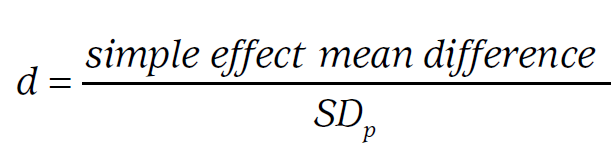 d = simple effect mean difference / SD_p